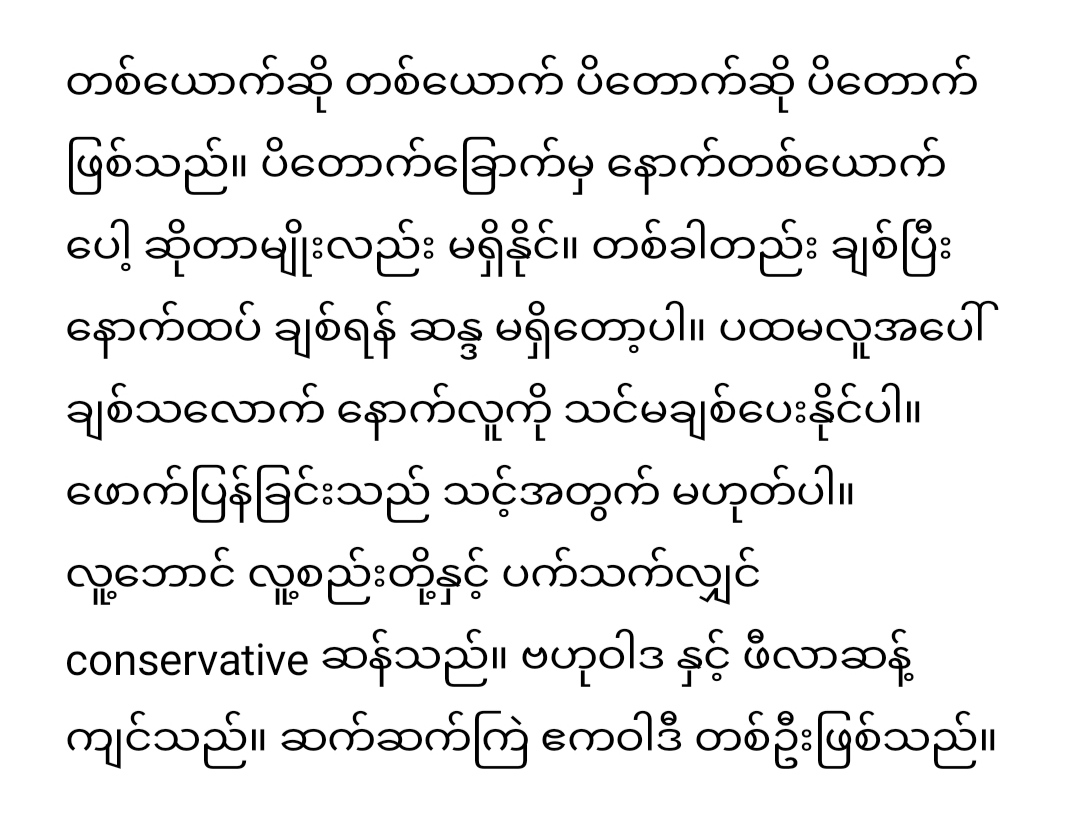 တစ်ယောက်ဆို တစ်ယောက် ပိတောက်ဆို ပိတောက်
ဖြစ်သည်။ ပိတောက်ခြောက်မှ နောက်တစ်ယောက်
ပေါ့ ဆိုတာမျိုးလည်း မရှိနိုင်။ တစ်ခါတည်း ချစ်ပြီး
နောက်ထပ် ချစ်ရန် ဆန္ဒ မရှိတော့ပါ။ ပထမလူအပေါ်
ချစ်သလောက် နောက်လူကို သင်မချစ်ပေးနိုင်ပါ။
ဖောက်ပြန်ခြင်းသည် သင့်အတွက် မဟုတ်ပါ။
လူ့ဘောင် လူ့စည်းတို့နှင့် ပက်သက်လျှင်
conservative ဆန်သည်။ ဗဟုဝါဒ နှင့် ဖီလာဆန့်
ကျင်သည်။ ဆက်ဆက်ကြဲ ဧကဝါဒီ တစ်ဦးဖြစ်သည်။